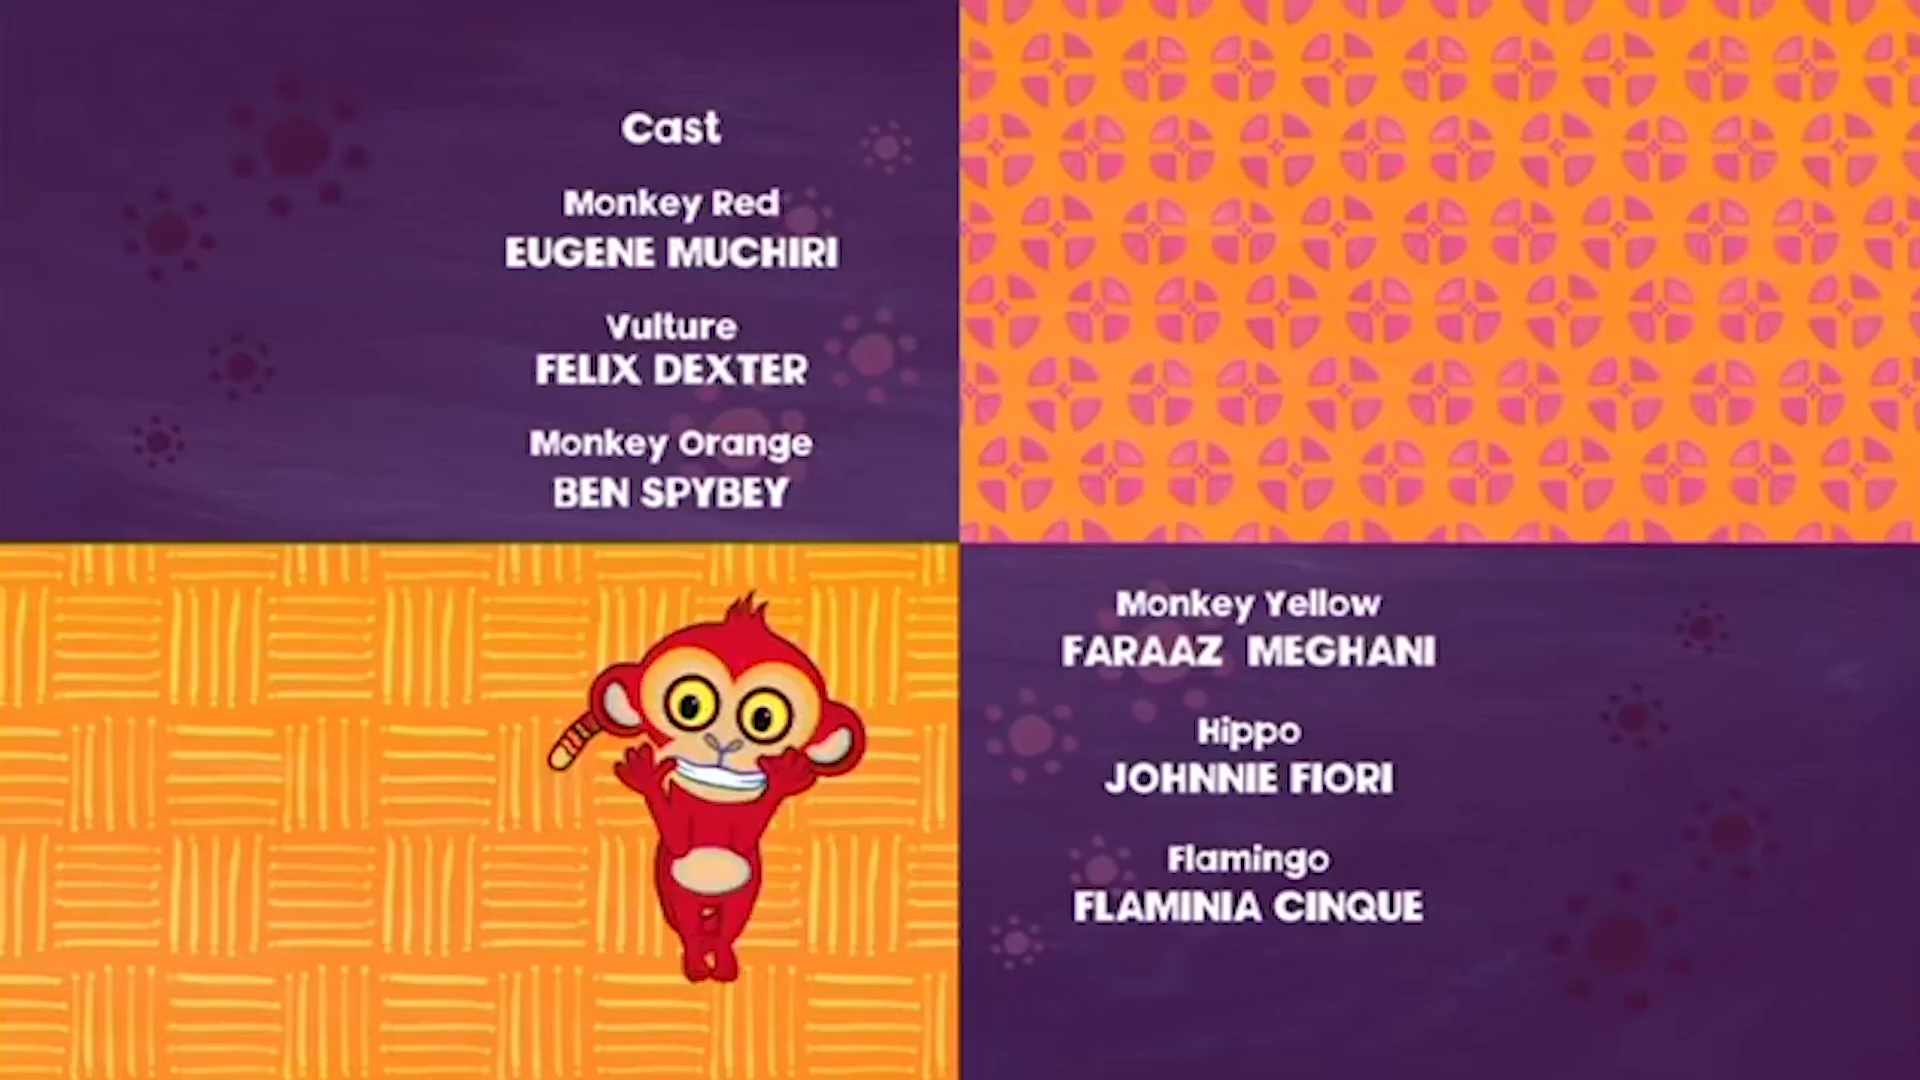 Cast
Monkey Red
EUGENE MUCHIRI
Vulture
FELIX DEXTER
Monkey Orange
BEN SPYBEY
Monkey Yellow
FARAAZ MEGHANI
Hippo
JOHNNIE FIORI
Flamingo
FLAMINIA CINQUE